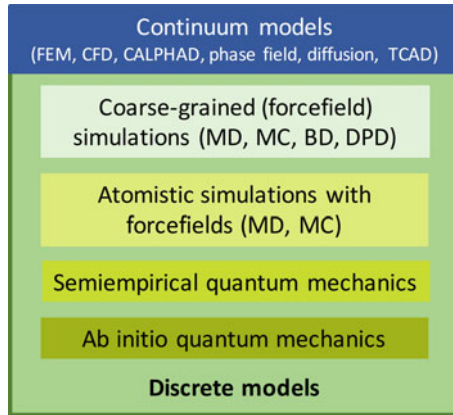 Continuum models
(FEM, CFD, CALPHAD, phase field, diffusion, TCAD)
Coarse-grained (forcefield)
simulations (MD, MC, BD, DPD)
Atomistic simulations with
forcefields (MD, MC)
Semiempirical quantum mechanics
Ab initio quantum mechanics
Discrete models